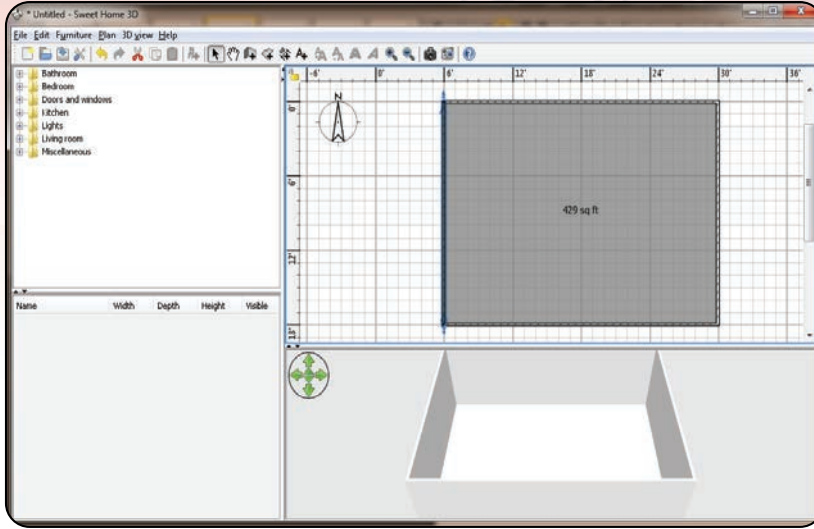 * Untitled - Sweet Home 3D
File Edit Furniture Plan 3D view Help
Bathroom
Bedroom
Doors and windows
Kitchen
Lights
Living room
Miscellaneous
Name Width Depth Height Visible
-6' 0' 6' 12' 18' 24' 30' 36'
N
0'
6'
12'
429 sq ft